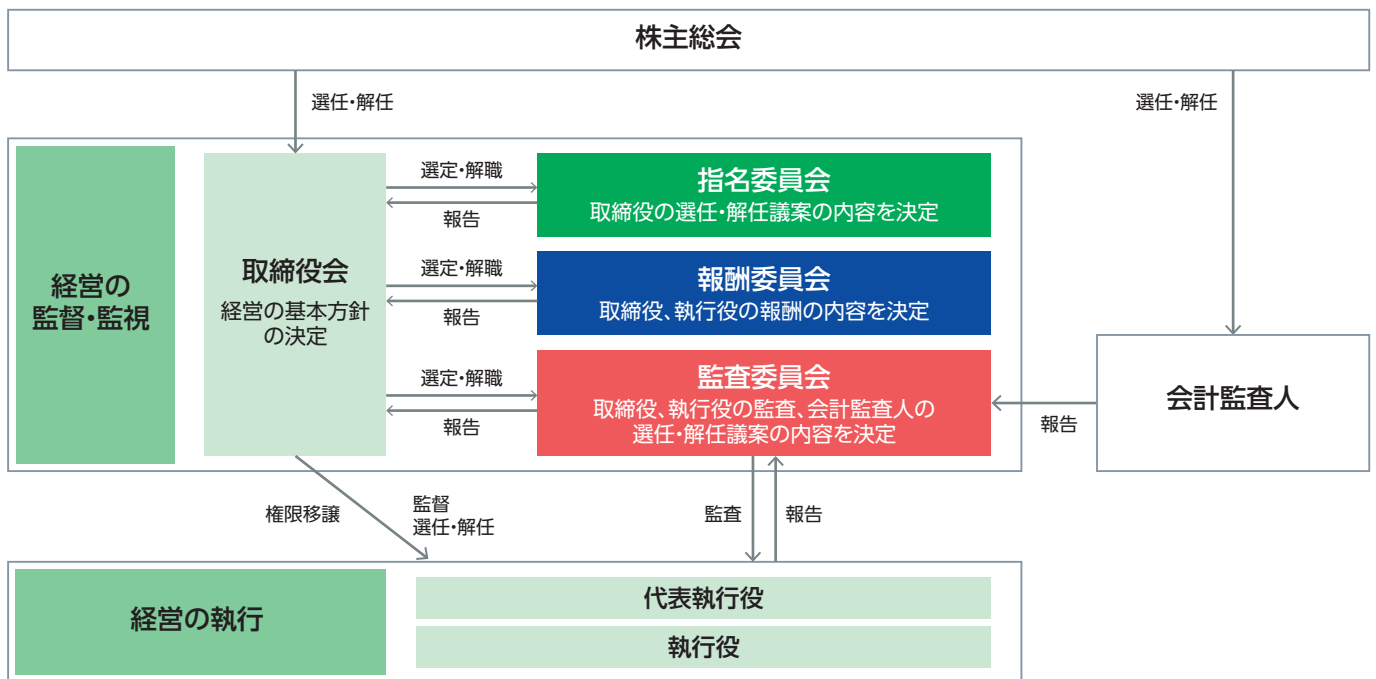 株主総会
選任・解任
選任・解任
経営の
監督・監視
取締役会
経営の基本方針
の決定
選定・解職
報告
指名委員会
取締役の選任・解任議案の内容を決定
選定・解職
報告
報酬委員会
取締役、執行役の報酬の内容を決定
選定・解職
報告
監査委員会
取締役、執行役の監査、会計監査人の
選任・解任議案の内容を決定
報告
会計監査人
権限移譲
監督
選任・解任
監査
報告
経営の執行
代表執行役
執行役